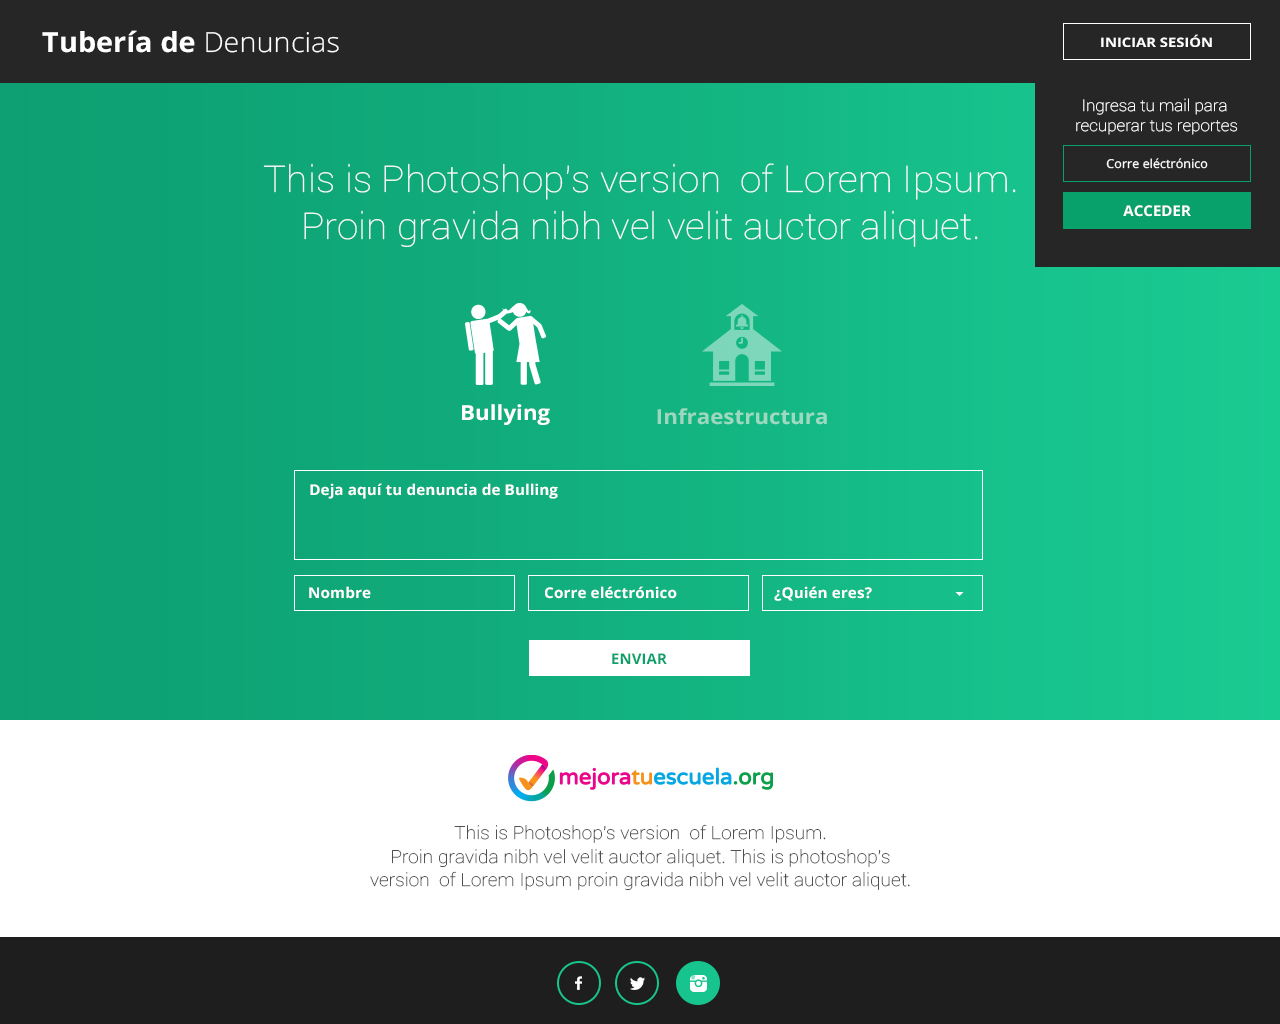 Tubería de Denuncias
INICIAR SESIÓN
Ingresa tu mail para
recuperar tus reportes
Corre eléctrónico
ACCEDER
This is Photoshop's version  of Lorem Ipsum.
Proin gravida nibh vel velit auctor aliquet.
Bullying
Infraestructura
Deja aquí tu denuncia de Bulling
Nombre
Corre eléctrónico
¿Quién eres?
ENVIAR
mejoratuescuela.org
This is Photoshop's version  of Lorem Ipsum.
Proin gravida nibh vel velit auctor aliquet. This is photoshop's
version  of Lorem Ipsum proin gravida nibh vel velit auctor aliquet.